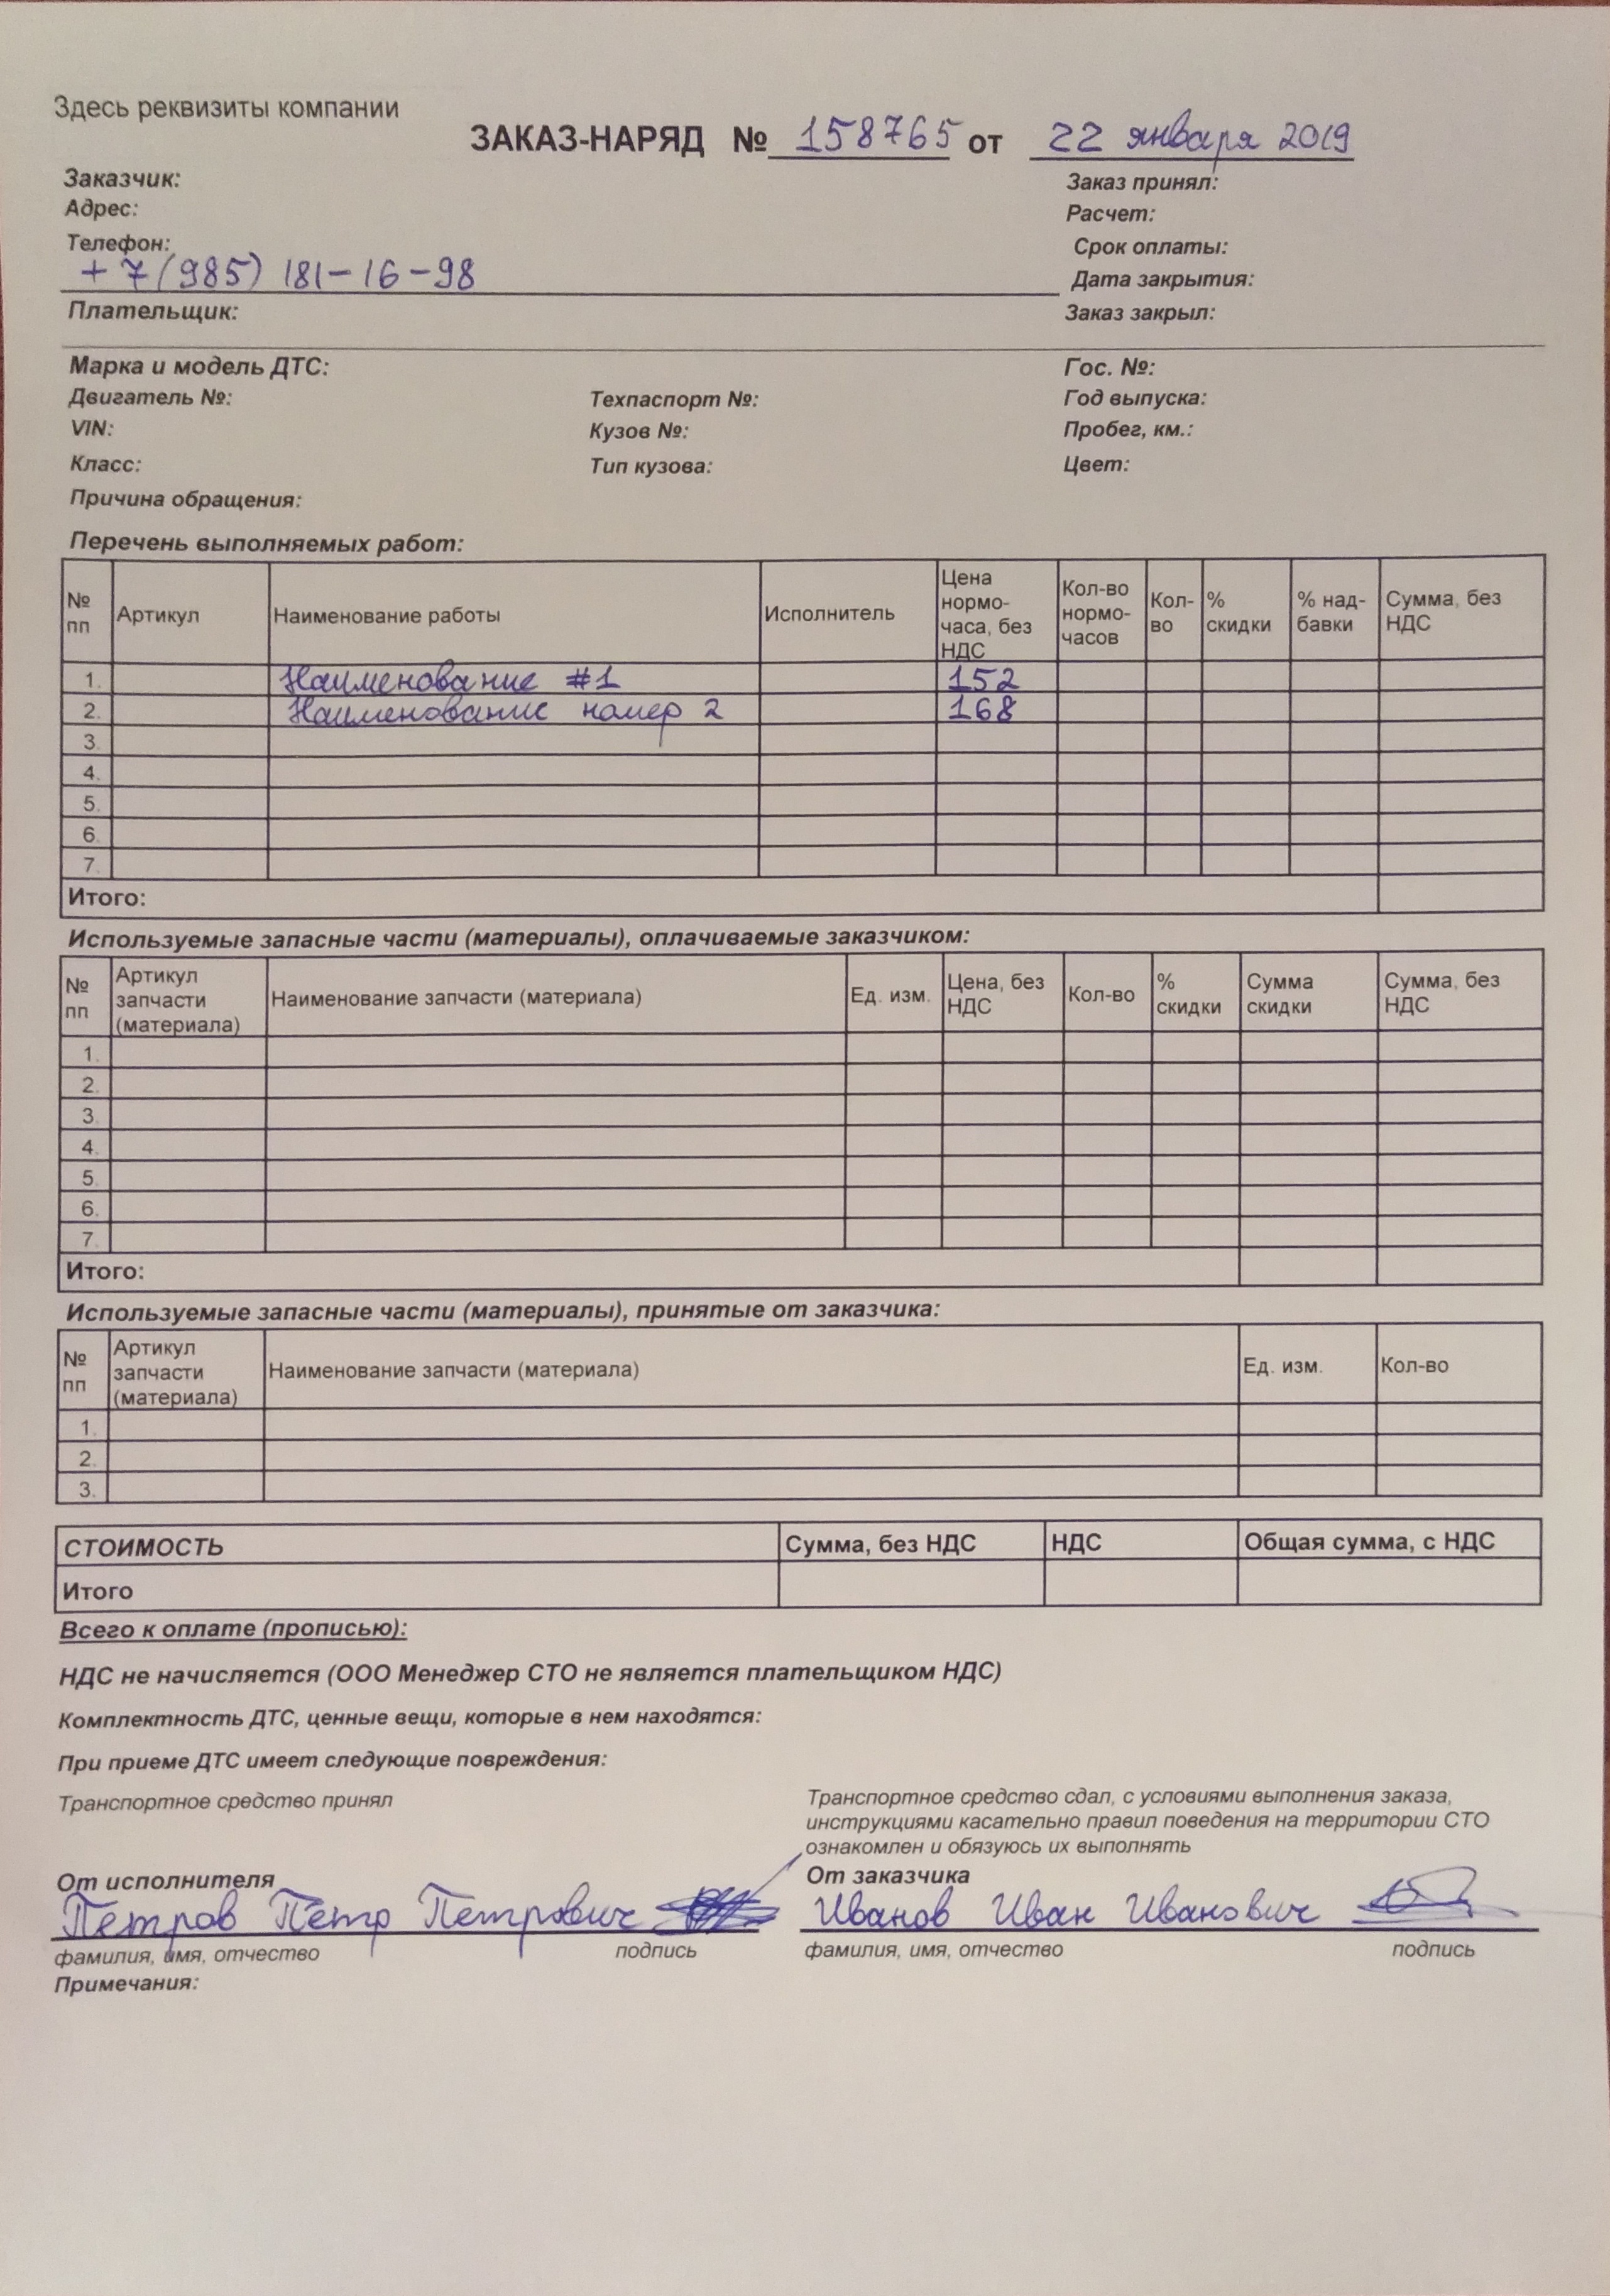 Здесь реквизиты компании
ЗАКАЗ-НАРЯД № 158765 от 22 января 2019
Заказчик: Заказ принял:
Адрес: Расчет:
Телефон: Срок оплаты:
+7(985) 181-16-98 Дата закрытия:
Плательщик: Заказ закрыл:
Марка и модель ДТС: Гос. №:
Двигатель №: Техпаспорт №: Год выпуска:
VIN: Кузов №: Пробег, км.:
Класс: Тип кузова: Цвет:
Причина обращения:
Перечень выполняемых работ:
№ пп Артикул Наименование работы Исполнитель Цена нормо-часа, без НДС Кол-во нормо-часов Кол-во % скидки % над-бавки Сумма, без НДС
1. Наименование #1 152
2. Наименование номер 2 168
3.
4.
5.
6.
7.
Итого:
Используемые запасные части (материалы), оплачиваемые заказчиком:
№ пп Артикул запчасти (материала) Наименование запчасти (материала) Ед. изм. Цена, без НДС Кол-во % скидки Сумма скидки Сумма, без НДС
1.
2.
3.
4.
5.
6.
7.
Итого:
Используемые запасные части (материалы), принятые от заказчика:
№ пп Артикул запчасти (материала) Наименование запчасти (материала) Ед. изм. Кол-во
1.
2.
3.
СТОИМОСТЬ Сумма, без НДС НДС Общая сумма, с НДС
Итого
Всего к оплате (прописью):
НДС не начисляется (ООО Менеджер СТО не является плательщиком НДС)
Комплектность ДТС, ценные вещи, которые в нем находятся:
При приеме ДТС имеет следующие повреждения:
Транспортное средство принял
Транспортное средство сдал, с условиями выполнения заказа,
инструкциями касательно правил поведения на территории СТО
ознакомлен и обязуюсь их выполнять
От исполнителя От заказчика
Петров Петр Петрович Иванов Иван Иванович
фамилия, имя, отчество подпись фамилия, имя, отчество подпись
Примечания: